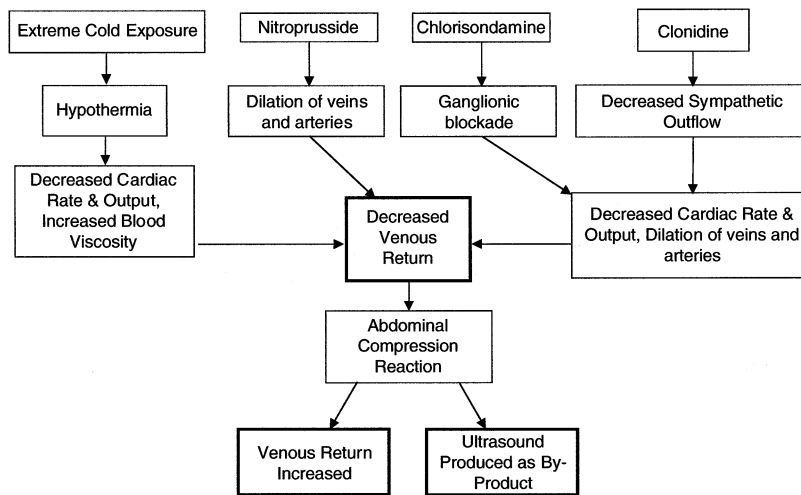 Extreme Cold Exposure
Nitroprusside
Chlorisondamine
Clonidine
Hypothermia
Dilation of veins
and arteries
Ganglionic
blockade
Decreased Sympathetic
Outflow
Decreased Cardiac
Rate & Output,
Increased Blood
Viscosity
Decreased
Venous
Return
Decreased Cardiac Rate &
Output, Dilation of veins and
arteries
Abdominal
Compression
Reaction
Venous Return
Increased
Ultrasound
Produced as By-
Product